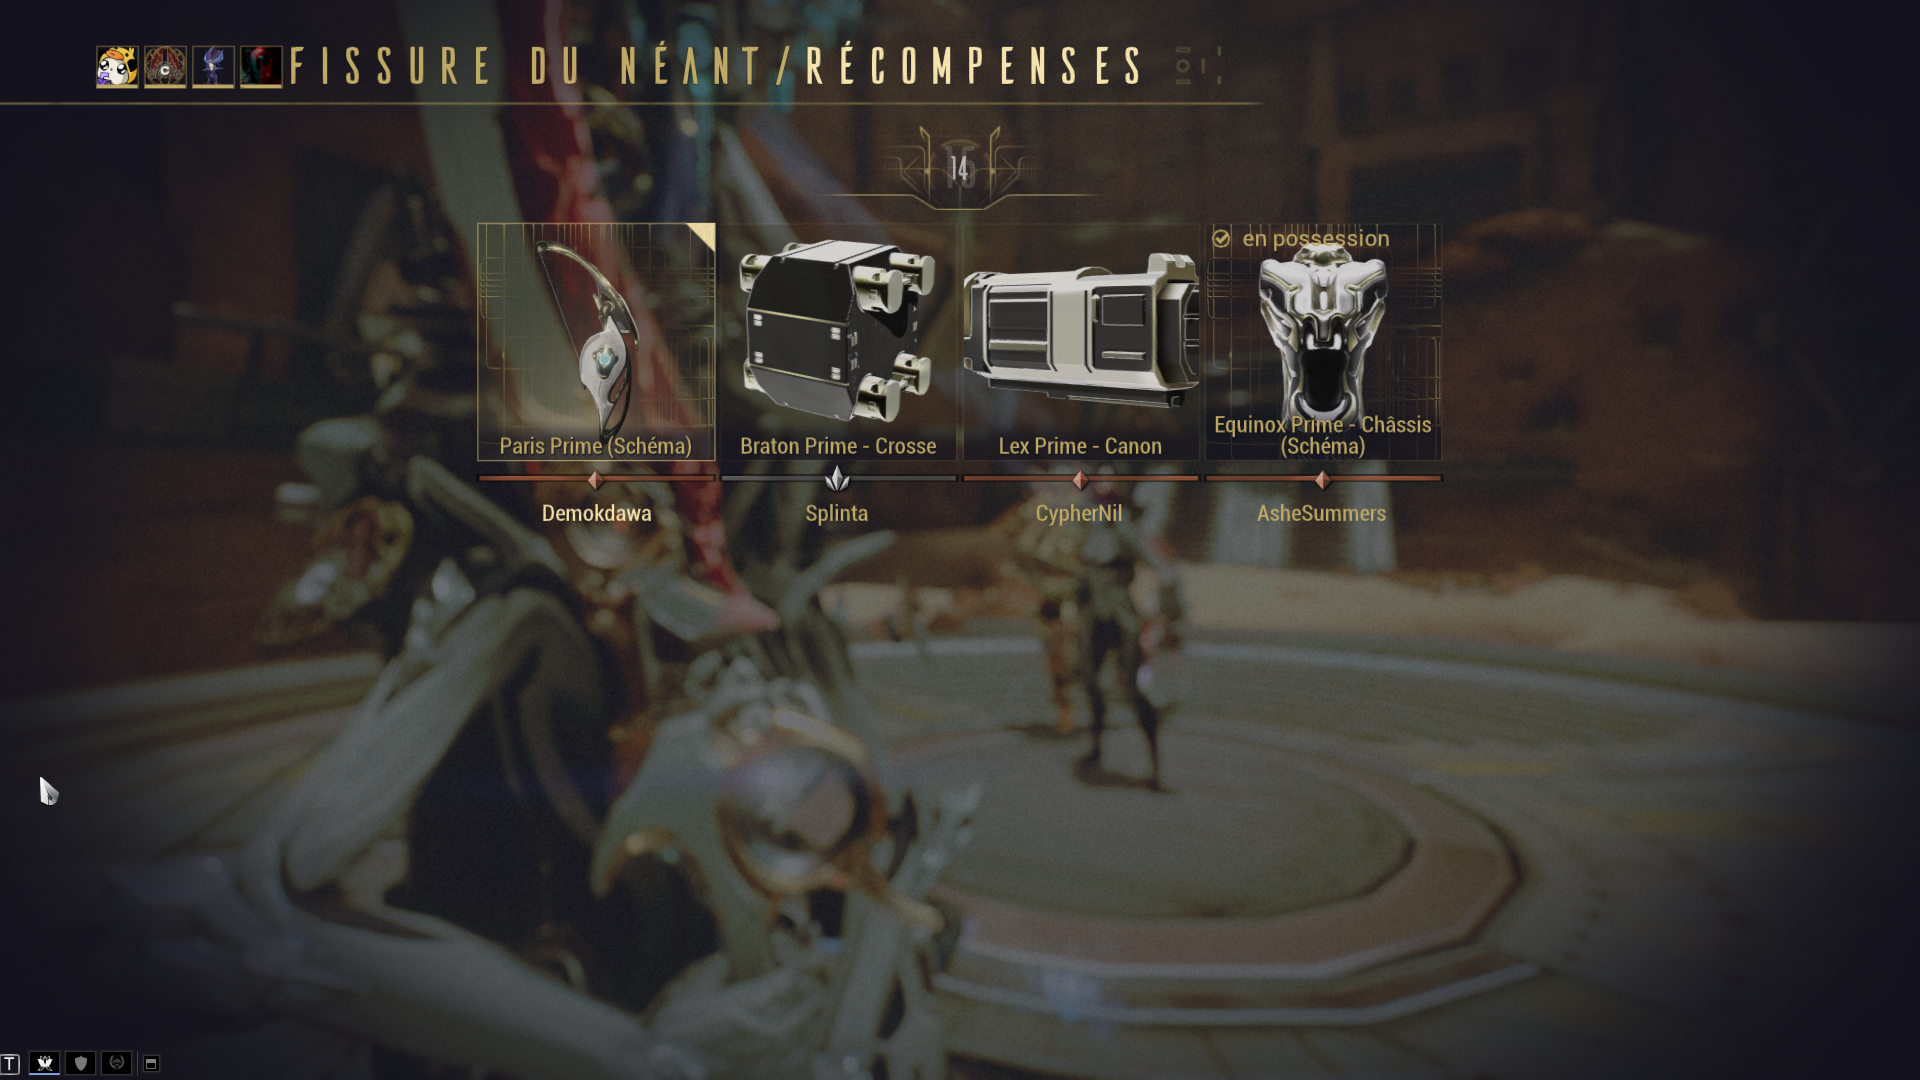 FISSURE DU NÉANT/RÉCOMPENSES
14
en possession
Paris Prime (Schéma)
Braton Prime - Crosse
Lex Prime - Canon
Equinox Prime - Châssis
(Schéma)
Demokdawa
Splinta
CypherNil
AsheSummers
T